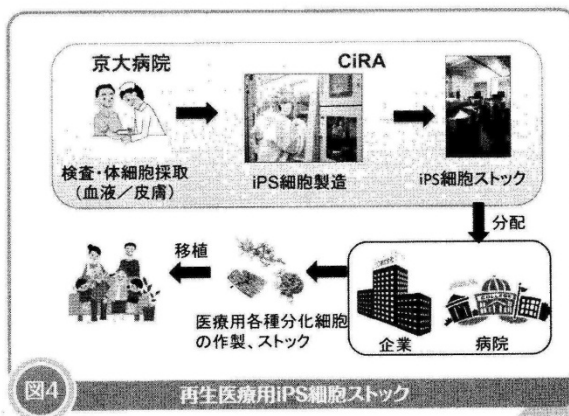 京大病院
CiRA
検査・体細胞採取
（血液／皮膚）
iPS細胞製造
iPS細胞ストック
分配
移植
医療用各種分化細胞
の作製、ストック
企業
病院
図4
再生医療用iPS細胞ストック